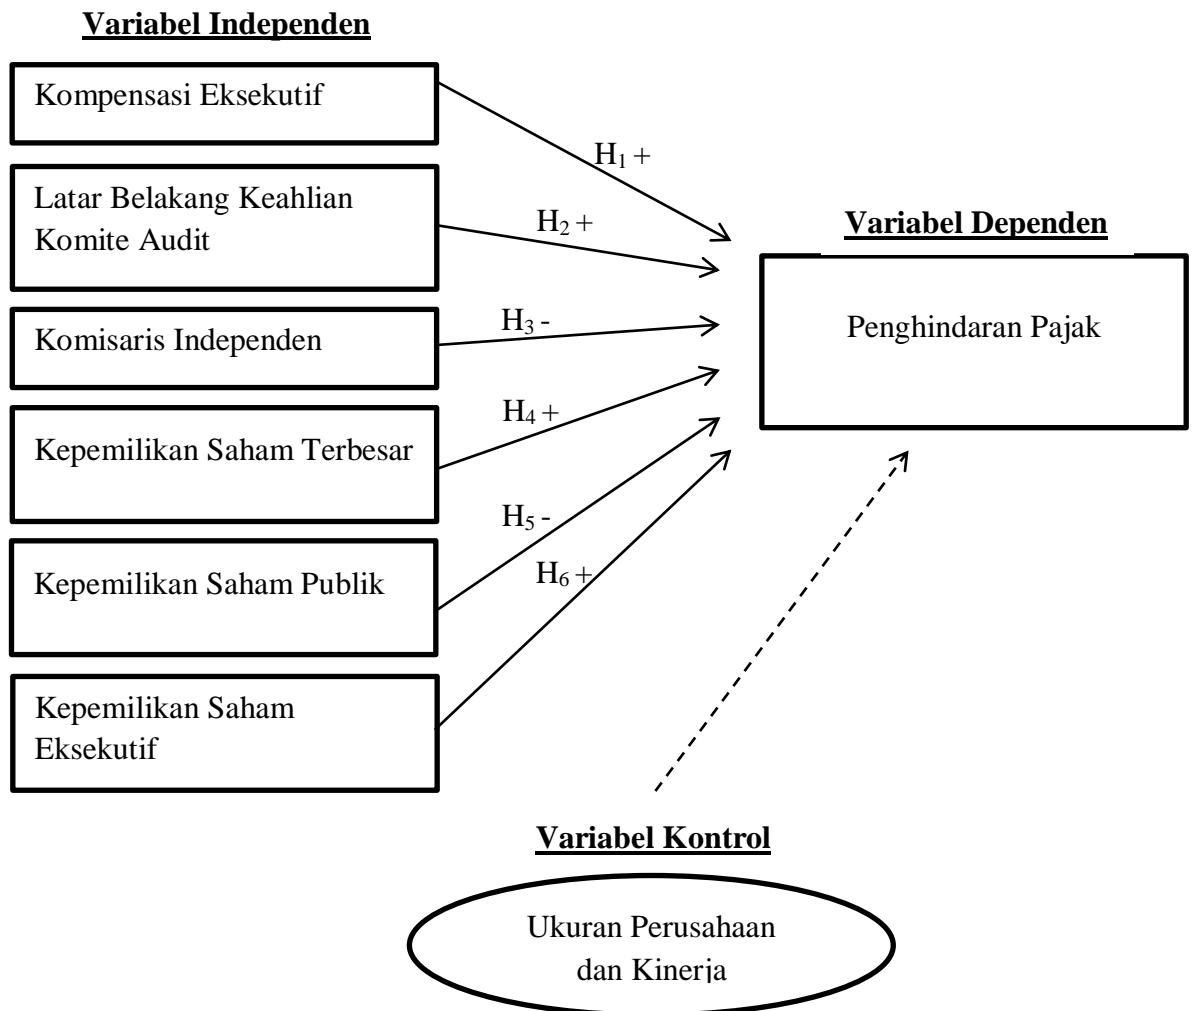 Variabel Independen
Kompensasi Eksekutif
H₁ +
Latar Belakang Keahlian
Komite Audit
H₂ +
Variabel Dependen
Penghindaran Pajak
Komisaris Independen
H₃ -
Kepemilikan Saham Terbesar
H₄ +
Kepemilikan Saham Publik
H₅ -
Kepemilikan Saham
Eksekutif
H₆ +
Variabel Kontrol
Ukuran Perusahaan
dan Kinerja